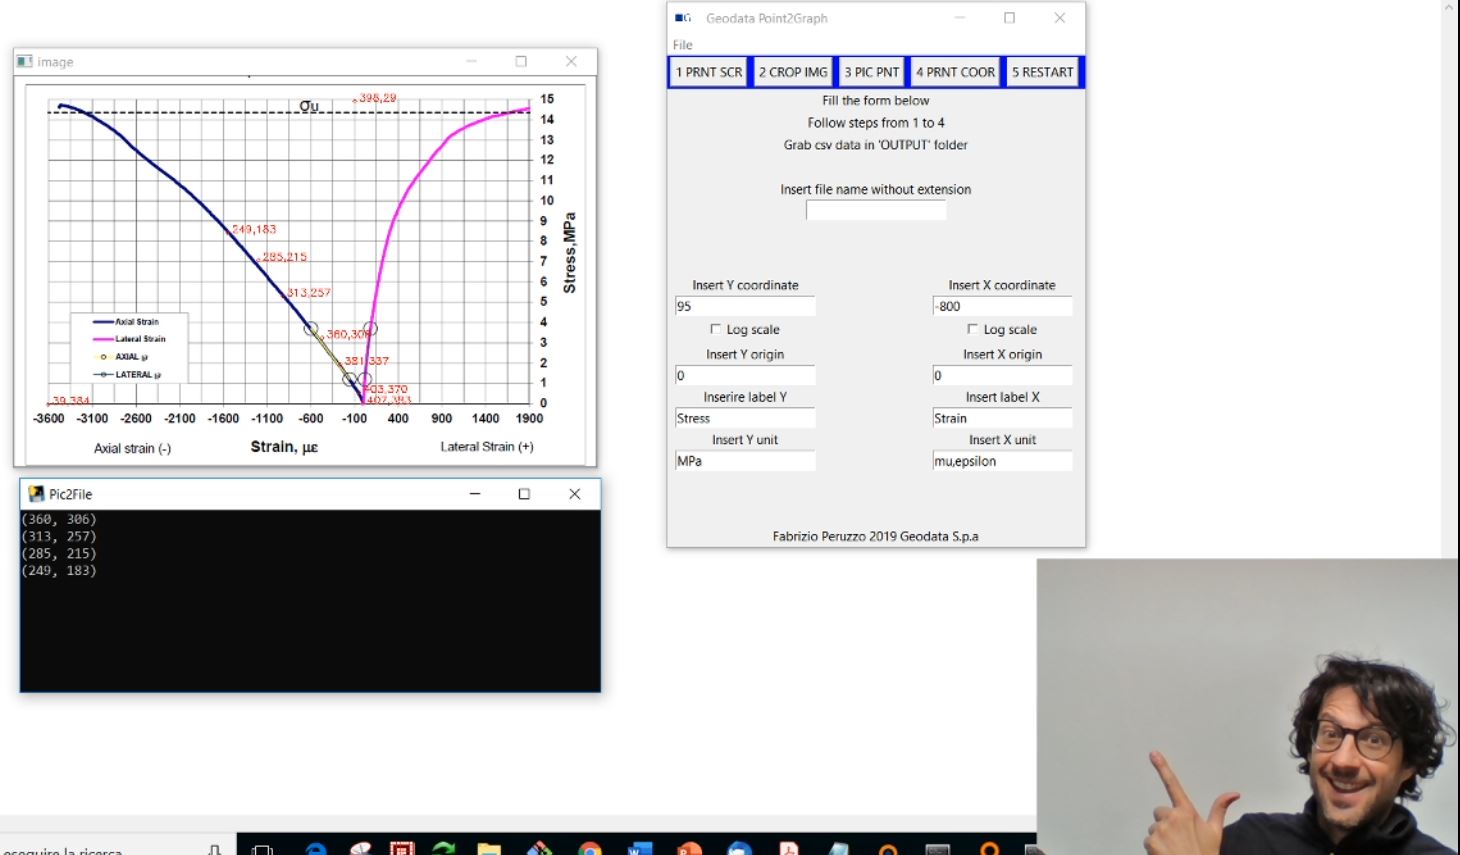 image
σu
398,29
15
14
13
12
11
10
9
8
7
6
5
4
3
2
1
0
Stress,MPa
249,183
285,215
313,257
360,306
381,337
403,370
407,383
39,384
Axial Strain
Lateral Strain
AXIAL @
LATERAL @
-3600 -3100 -2600 -2100 -1600 -1100 -600 -100 400 900 1400 1900
Axial strain (-) Strain, µε Lateral Strain (+)
Pic2File
(360, 306)
(313, 257)
(285, 215)
(249, 183)
G Geodata Point2Graph
File
1 PRNT SCR 2 CROP IMG 3 PIC PNT 4 PRNT COOR 5 RESTART
Fill the form below
Follow steps from 1 to 4
Grab csv data in 'OUTPUT' folder
Insert file name without extension
Insert Y coordinate Insert X coordinate
95 -800
Log scale Log scale
Insert Y origin Insert X origin
0 0
Inserire label Y Insert label X
Stress Strain
Insert Y unit Insert X unit
MPa mu,epsilon
Fabrizio Peruzzo 2019 Geodata S.p.a
eseguire la ricerca